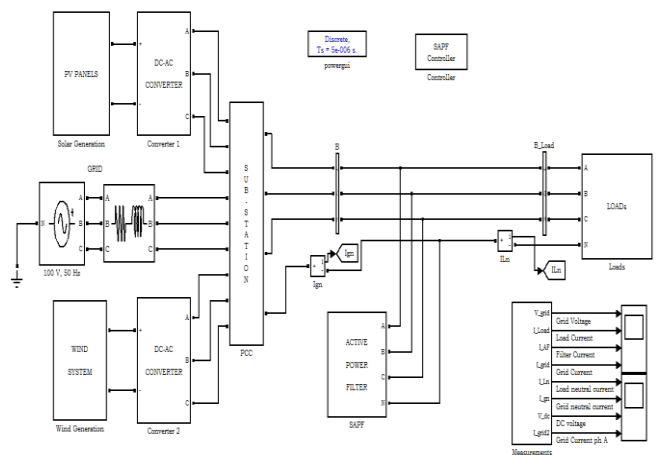 PV PANELS
Solar Generation
+
-
DC-AC
CONVERTER
A
B
C
Converter 1
Discrete,
Ts = 5e-006 s.
powergui
SAPF
Controller
Controller
GRID
N
A
B
C
100 V, 50 Hz
A
B
C
A
B
C
SUB-STATION
PCC
B
B_Load
A
B
C
N
LOADs
Loads
+
-
i
Ign
Ign
+
-
i
ILn
ILn
WIND
SYSTEM
Wind Generation
+
-
DC-AC
CONVERTER
A
B
C
Converter 2
ACTIVE
POWER
FILTER
A
B
C
N
SAPF
V_grid
Grid Voltage
I_Load
Load Current
I_AF
Filter Current
I_grid
Grid Current
I_Ln
Load neutral current
I_gn
Grid neutral current
V_dc
DC voltage
I_grid2
Grid Current ph A
Measurements